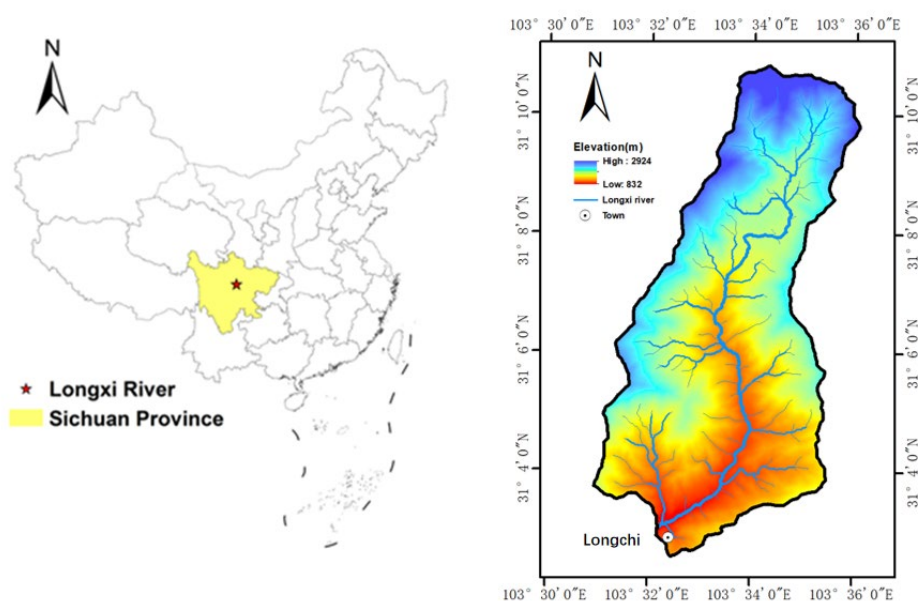 N
Longxi River
Sichuan Province
103° 30′ 0″E 103° 34′ 0″E
103° 32′ 0″E 103° 36′ 0″E
N
Elevation(m)
High : 2924
Low: 832
Longxi river
Town
31° 10′ 0″N
31° 8′ 0″N
31° 6′ 0″N
31° 4′ 0″N
31° 10′ 0″N
31° 8′ 0″N
31° 6′ 0″N
31° 4′ 0″N
Longchi
103° 30′ 0″E 103° 34′ 0″E
103° 32′ 0″E 103° 36′ 0″E